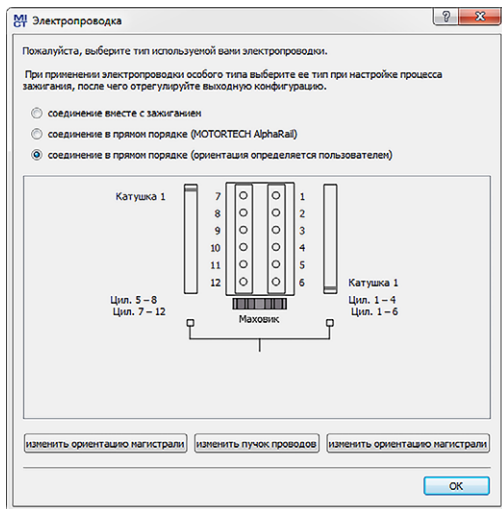 MICT Электропроводка
Пожалуйста, выберите тип используемой вами электропроводки.
При применении электропроводки особого типа выберите ее тип при настройке процесса
зажигания, после чего отрегулируйте выходную конфигурацию.
соединение вместе с зажиганием
соединение в прямом порядке (MOTORTECH AlphaRail)
соединение в прямом порядке (ориентация определяется пользователем)
Катушка 1 7 1
8 2
9 3
10 4
11 5
12 6 Катушка 1
Цил. 5 – 8 Цил. 1 – 4
Цил. 7 – 12 Маховик Цил. 1 – 6
изменить ориентацию магистрали изменить пучок проводов изменить ориентацию магистрали
OK